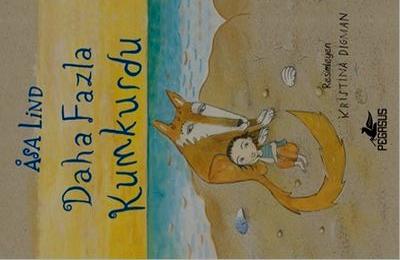 ÅSA LIND
Daha Fazla
Kumkurdu
Resimleyen
KRISTINA DIGMAN
PEGASUS